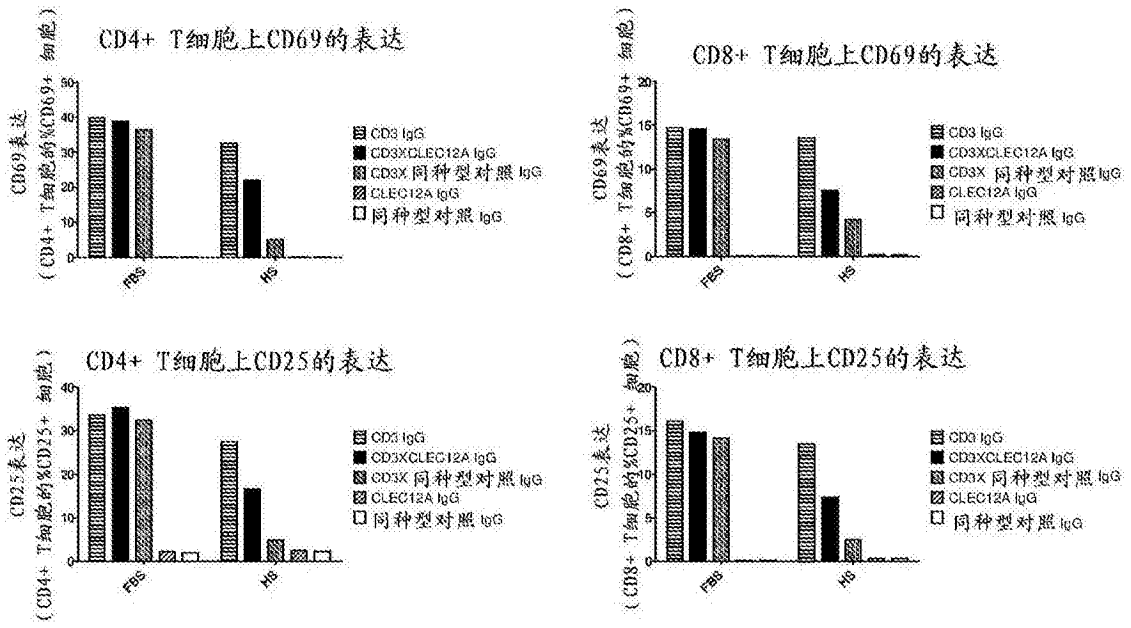 CD4+ T细胞上CD69的表达
CD69表达
(CD4+ T细胞的%CD69+ 细胞)
50
40
30
20
10
0
FBS
HS
CD3 IgG
CD3XCLEC12A IgG
CD3X 同种型对照 IgG
CLEC12A IgG
同种型对照 IgG
CD8+ T细胞上CD69的表达
CD69表达
(CD8+ T细胞的%CD69+ 细胞)
20
15
10
5
0
FBS
HS
CD3 IgG
CD3XCLEC12A IgG
CD3X 同种型对照 IgG
CLEC12A IgG
同种型对照 IgG
CD4+ T细胞上CD25的表达
CD25表达
(CD4+ T细胞的%CD25+ 细胞)
40
30
20
10
0
FBS
HS
CD3 IgG
CD3XCLEC12A IgG
CD3X 同种型对照 IgG
CLEC12A IgG
同种型对照 IgG
CD8+ T细胞上CD25的表达
CD25表达
(CD8+ T细胞的%CD25+ 细胞)
20
15
10
5
0
FBS
HS
CD3 IgG
CD3XCLEC12A IgG
CD3X 同种型对照 IgG
CLEC12A IgG
同种型对照 IgG